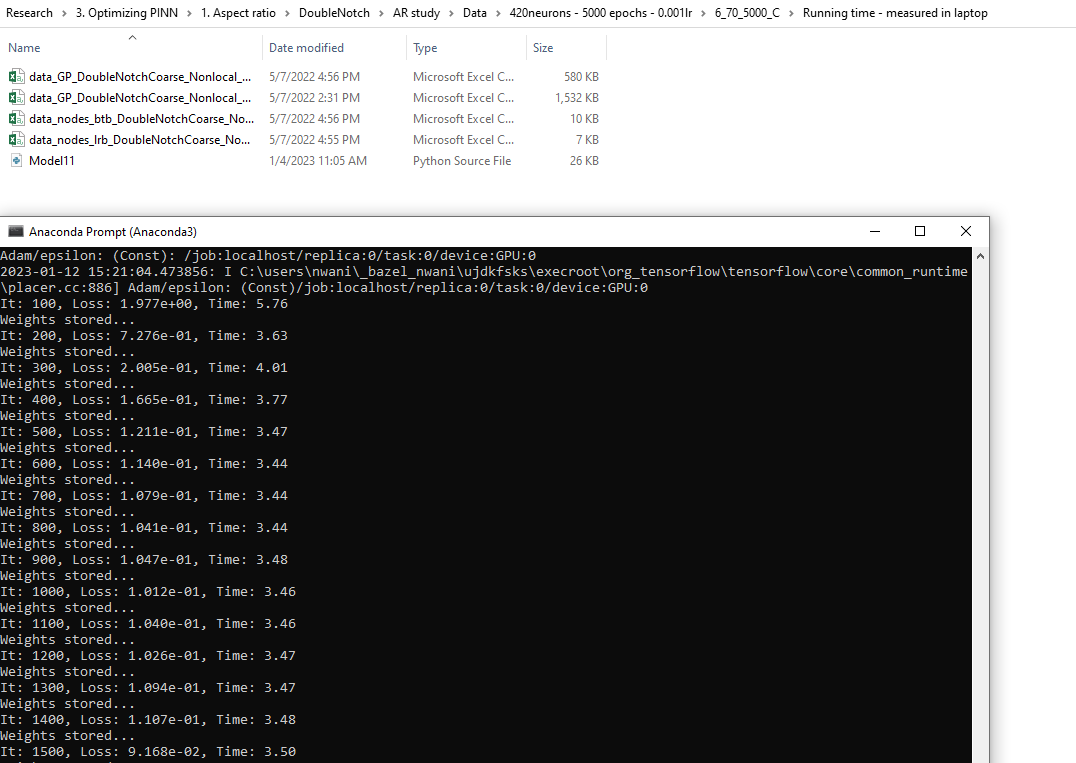 Research > 3. Optimizing PINN > 1. Aspect ratio > DoubleNotch > AR study > Data > 420neurons - 5000 epochs - 0.001lr > 6_70_5000_C > Running time - measured in laptop
Name Date modified Type Size
data_GP_DoubleNotchCoarse_Nonlocal_... 5/7/2022 4:56 PM Microsoft Excel C... 580 KB
data_GP_DoubleNotchCoarse_Nonlocal_... 5/7/2022 2:31 PM Microsoft Excel C... 1,532 KB
data_nodes_btb_DoubleNotchCoarse_No... 5/7/2022 4:56 PM Microsoft Excel C... 10 KB
data_nodes_lrb_DoubleNotchCoarse_No... 5/7/2022 4:55 PM Microsoft Excel C... 7 KB
Model11 1/4/2023 11:05 AM Python Source File 26 KB
Anaconda Prompt (Anaconda3)
Adam/epsilon: (Const): /job:localhost/replica:0/task:0/device:GPU:0
2023-01-12 15:21:04.473856: I C:\users\nwani\_bazel_nwani\ujdkfsks\execroot\org_tensorflow\tensorflow\core\common_runtime
\placer.cc:886] Adam/epsilon: (Const)/job:localhost/replica:0/task:0/device:GPU:0
It: 100, Loss: 1.977e+00, Time: 5.76
Weights stored...
It: 200, Loss: 7.276e-01, Time: 3.63
Weights stored...
It: 300, Loss: 2.005e-01, Time: 4.01
Weights stored...
It: 400, Loss: 1.665e-01, Time: 3.77
Weights stored...
It: 500, Loss: 1.211e-01, Time: 3.47
Weights stored...
It: 600, Loss: 1.140e-01, Time: 3.44
Weights stored...
It: 700, Loss: 1.079e-01, Time: 3.44
Weights stored...
It: 800, Loss: 1.041e-01, Time: 3.44
Weights stored...
It: 900, Loss: 1.047e-01, Time: 3.48
Weights stored...
It: 1000, Loss: 1.012e-01, Time: 3.46
Weights stored...
It: 1100, Loss: 1.040e-01, Time: 3.46
Weights stored...
It: 1200, Loss: 1.026e-01, Time: 3.47
Weights stored...
It: 1300, Loss: 1.094e-01, Time: 3.47
Weights stored...
It: 1400, Loss: 1.107e-01, Time: 3.48
Weights stored...
It: 1500, Loss: 9.168e-02, Time: 3.50